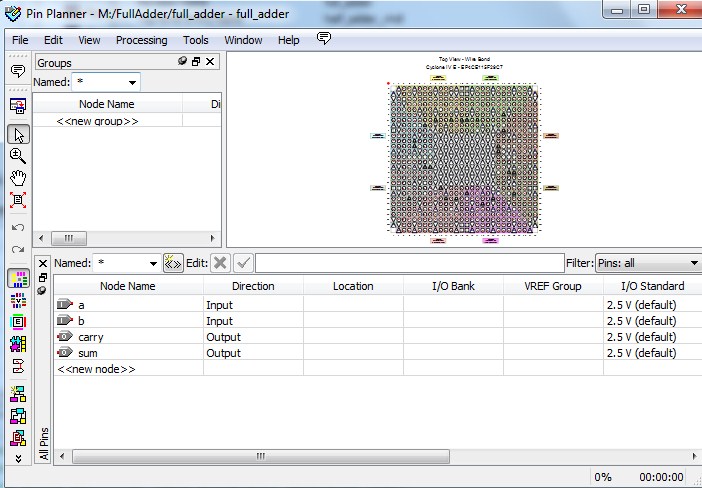 Pin Planner - M:/FullAdder/full_adder - full_adder
File Edit View Processing Tools Window Help
Groups
Named: *
Node Name Di
<<new group>>
Top View - Wire Bond
Cyclone IV E - EP4CE115F29C7
Named: * Edit: Filter: Pins: all
Node Name Direction Location I/O Bank VREF Group I/O Standard
a Input 2.5 V (default)
b Input 2.5 V (default)
carry Output 2.5 V (default)
sum Output 2.5 V (default)
<<new node>>
All Pins
0% 00:00:00